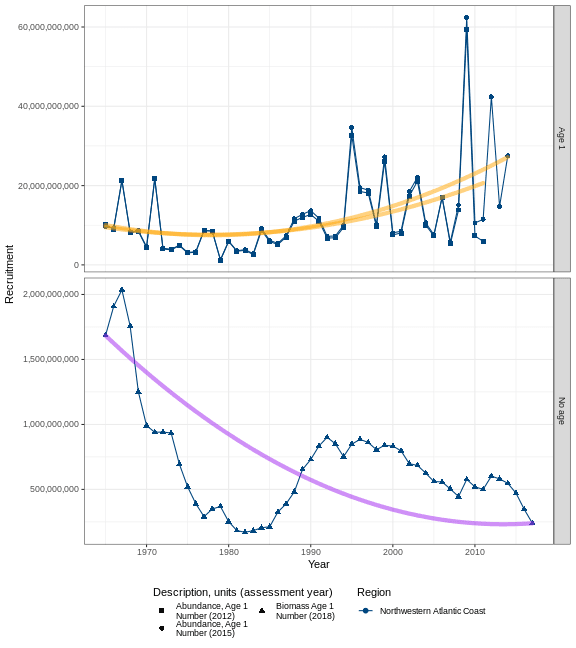 60,000,000,000
40,000,000,000
20,000,000,000
0
Age 1
Recruitment
2,000,000,000
1,500,000,000
1,000,000,000
500,000,000
No age
1970 1980 1990 2000 2010
Year
Description, units (assessment year)
Abundance, Age 1
Number (2012)
Abundance, Age 1
Number (2015)
Biomass Age 1
Number (2018)
Region
Northwestern Atlantic Coast